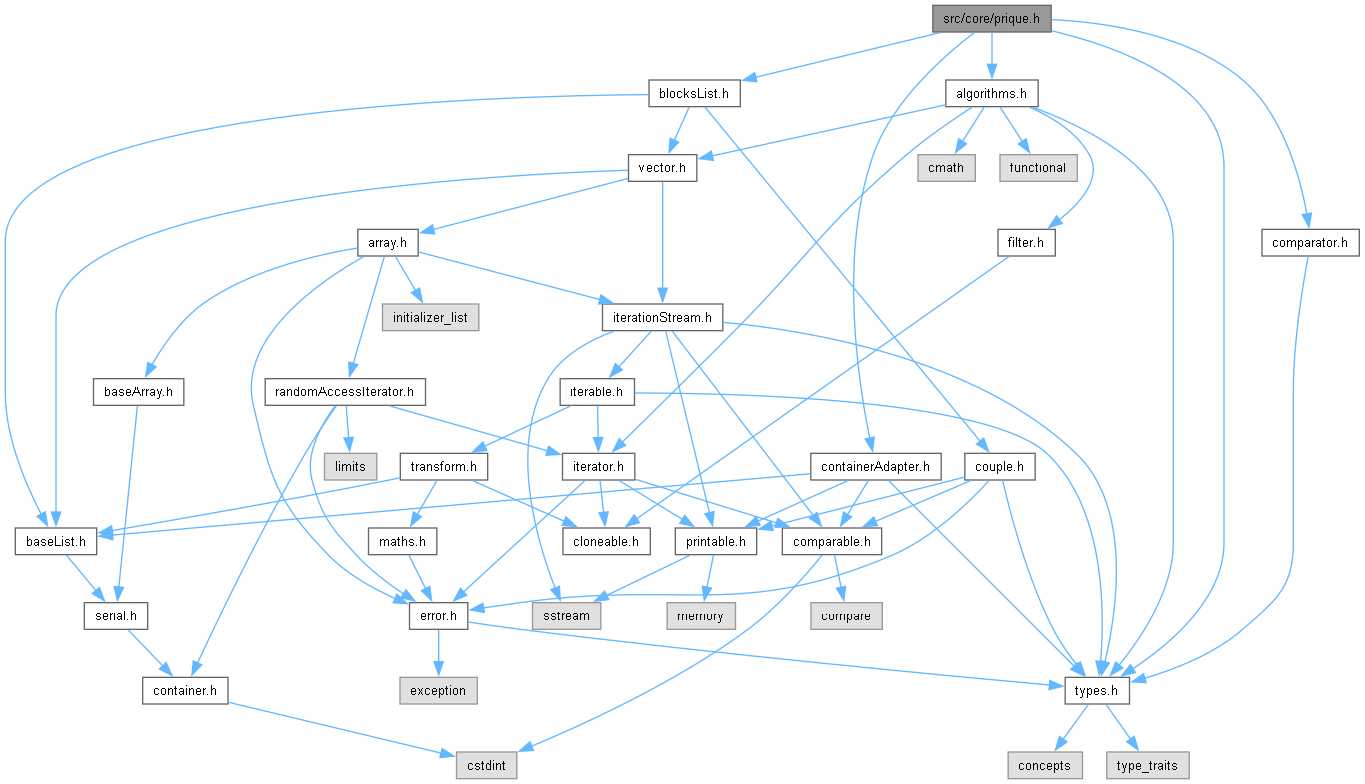 src/core/prique.h
blocksList.h
algorithms.h
vector.h
cmath
functional
array.h
filter.h
comparator.h
initializer_list
iterationStream.h
baseArray.h
randomAccessIterator.h
iterable.h
limits
transform.h
iterator.h
containerAdapter.h
couple.h
baseList.h
maths.h
cloneable.h
printable.h
comparable.h
serial.h
error.h
sstream
memory
compare
container.h
exception
types.h
cstdint
concepts
type_traits